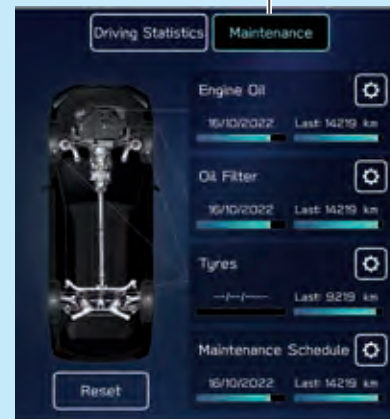 Driving Statistics
Maintenance
Engine Oil
16/10/2022 Last: 14219 km
Oil Filter
16/10/2022 Last: 14219 km
Tyres
--/--/---- Last: 9219 km
Maintenance Schedule
16/10/2022 Last: 14219 km
Reset